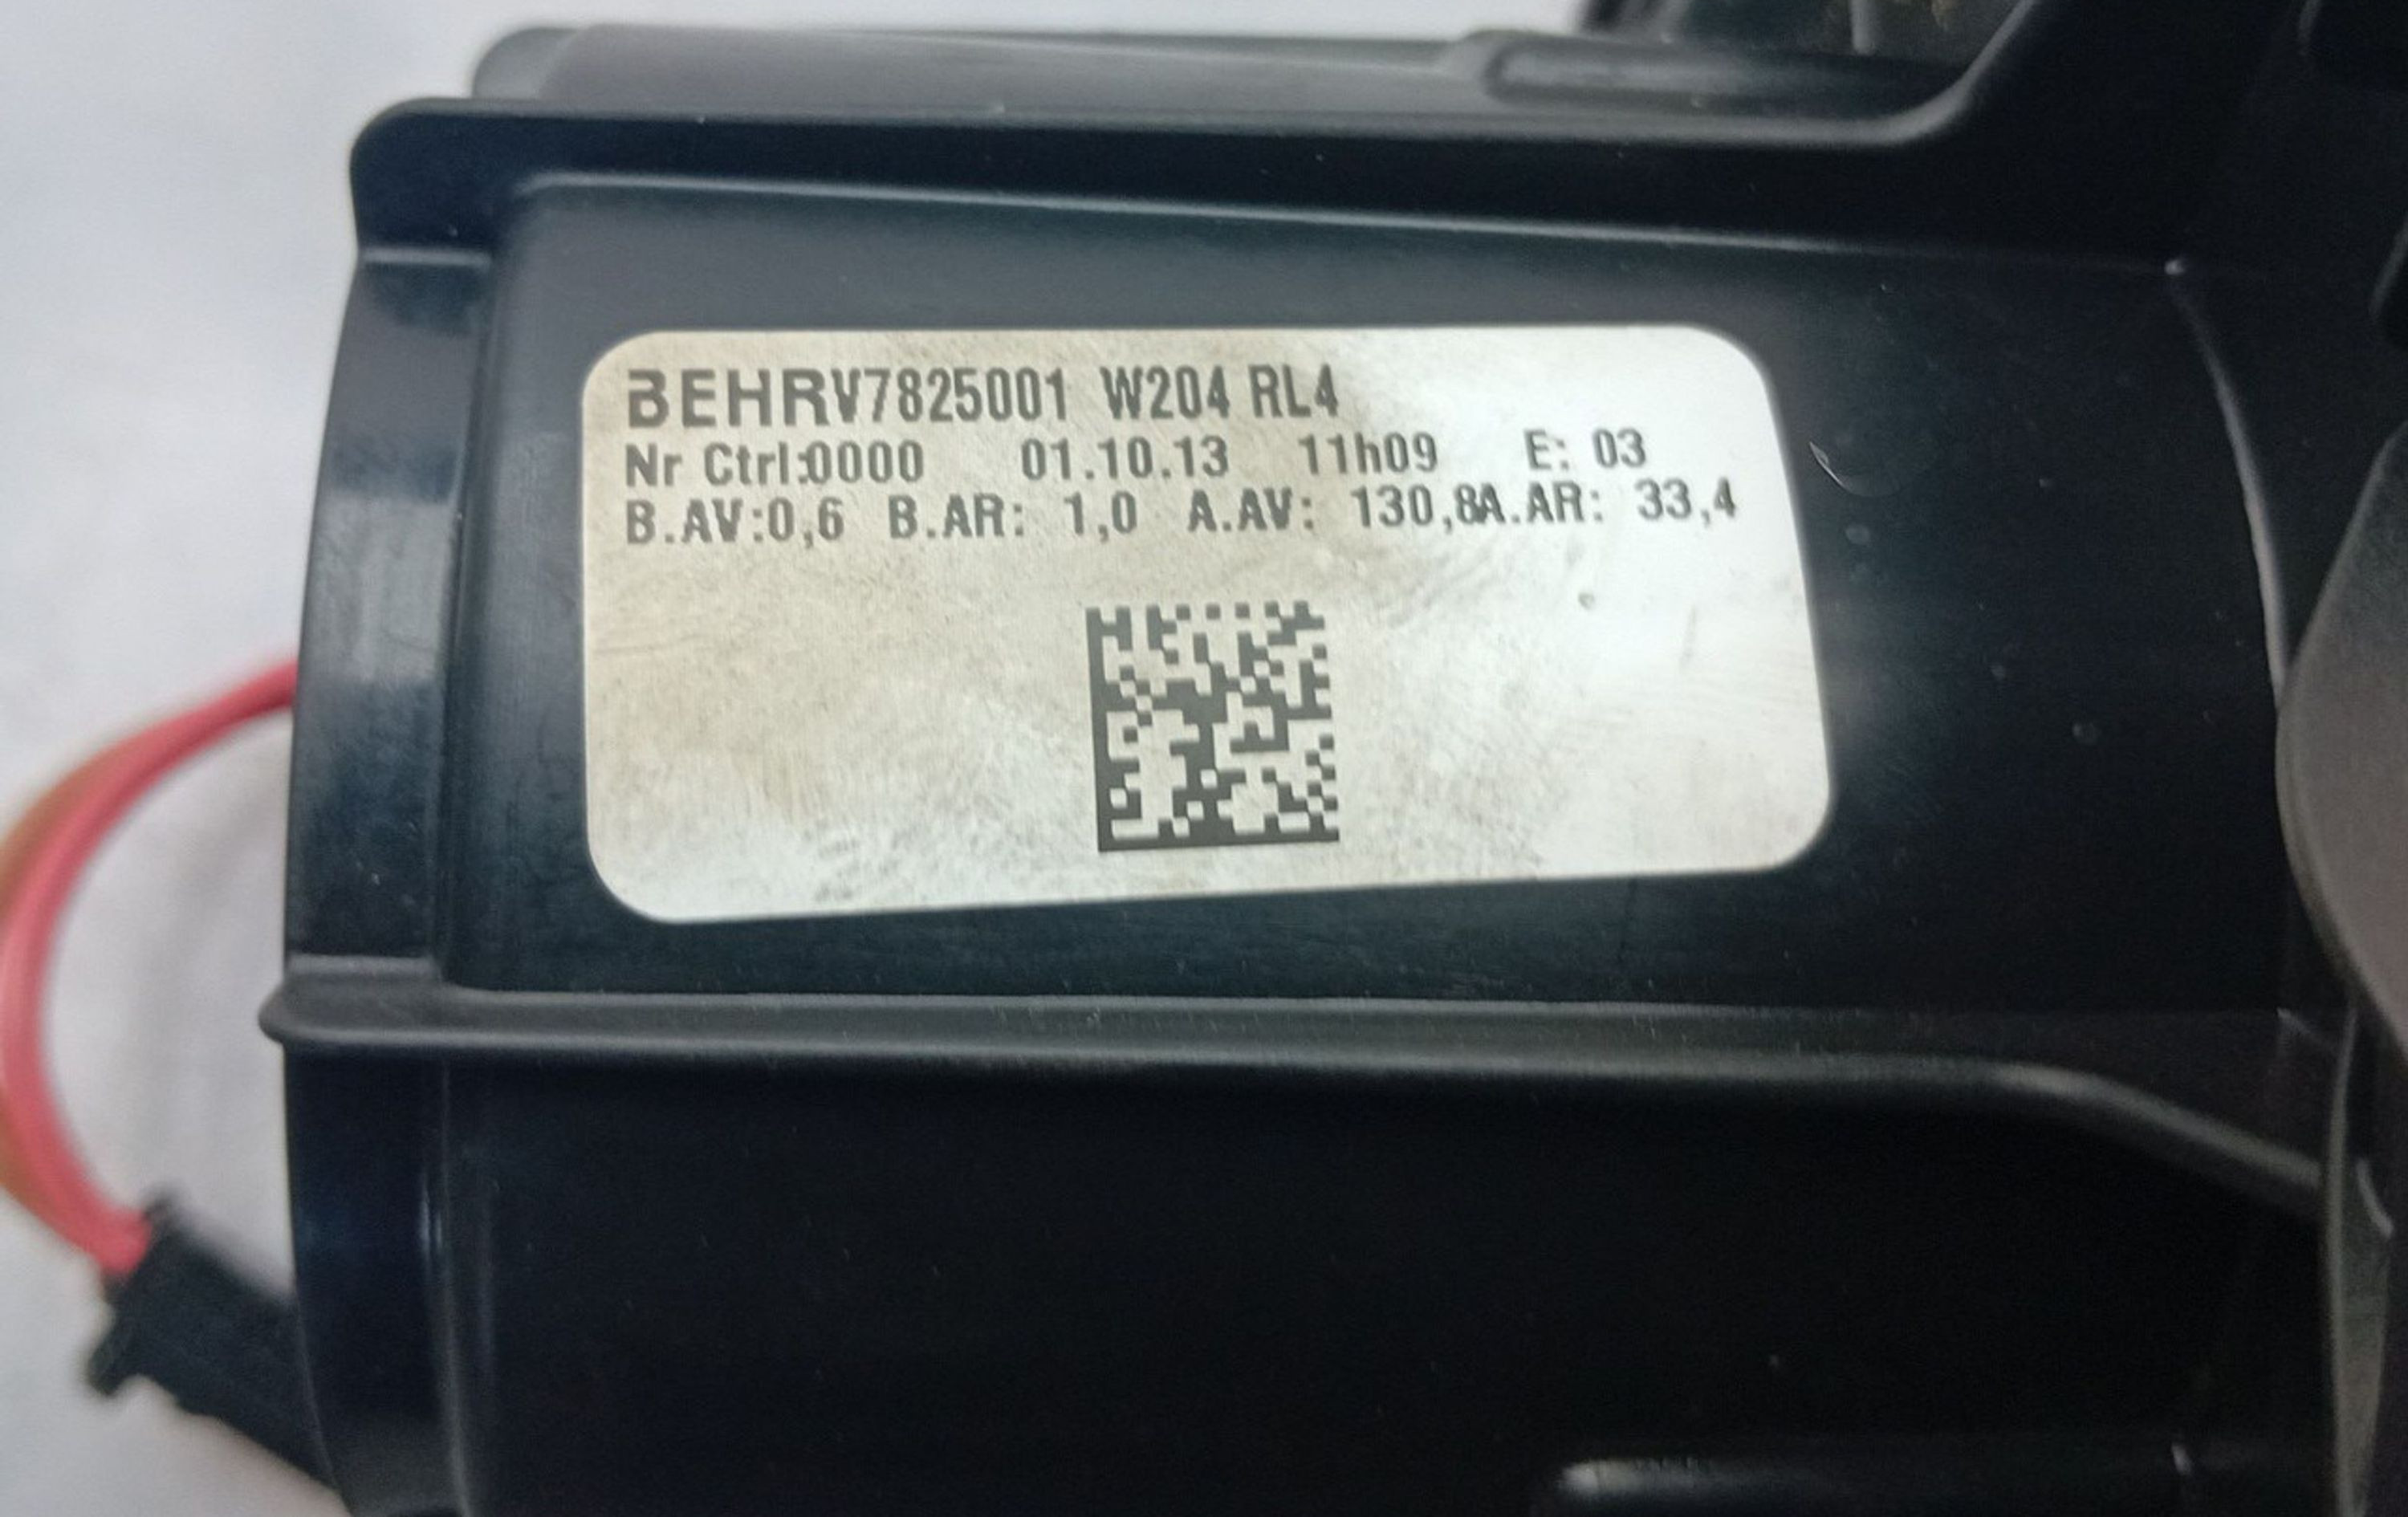 BEHRV7825001 W204 RL4
Nr Ctrl:0000 01.10.13 11h09 E: 03
B.AV:0,6 B.AR: 1,0 A.AV: 130,8A.AR: 33,4